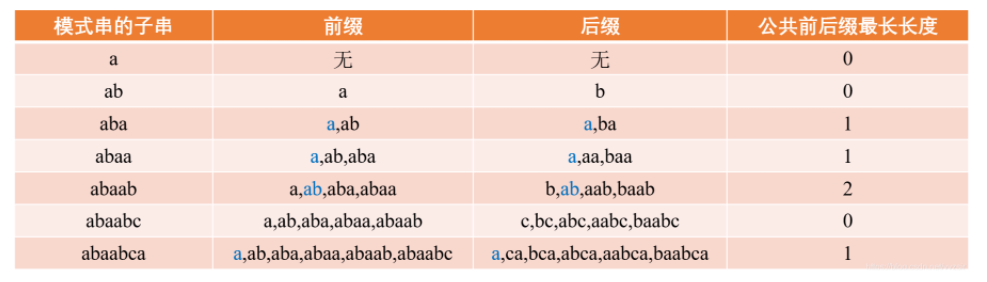 模式串的子串 前缀 后缀 公共前后缀最长长度
a 无 无 0
ab a b 0
aba a,ab a,ba 1
abaa a,ab,aba a,aa,baa 1
abaab a,ab,aba,abaa b,ab,aab,baab 2
abaabc a,ab,aba,abaa,abaab c,bc,abc,aabc,baabc 0
abaabca a,ab,aba,abaa,abaab,abaabc a,ca,bca,abca,aabca,baabca 1